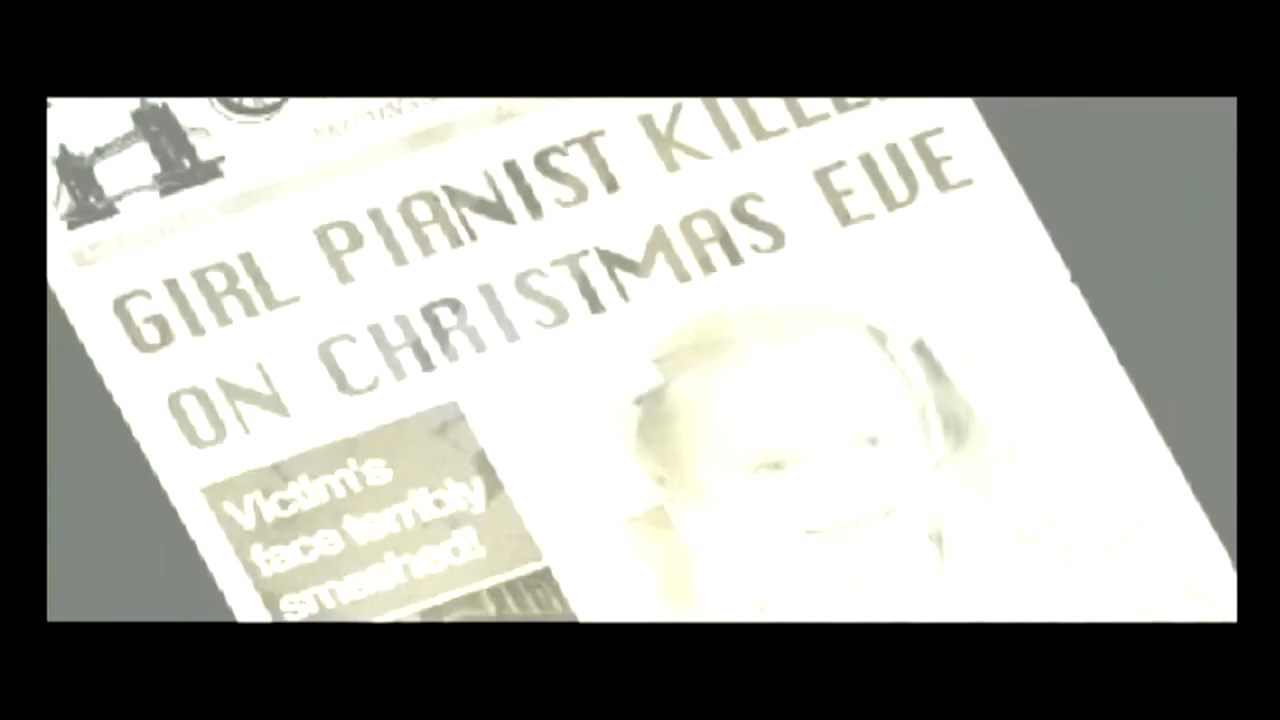 GIRL PIANIST KILLE
ON CHRISTMAS EVE
Victim's
face terribly
smashed!!